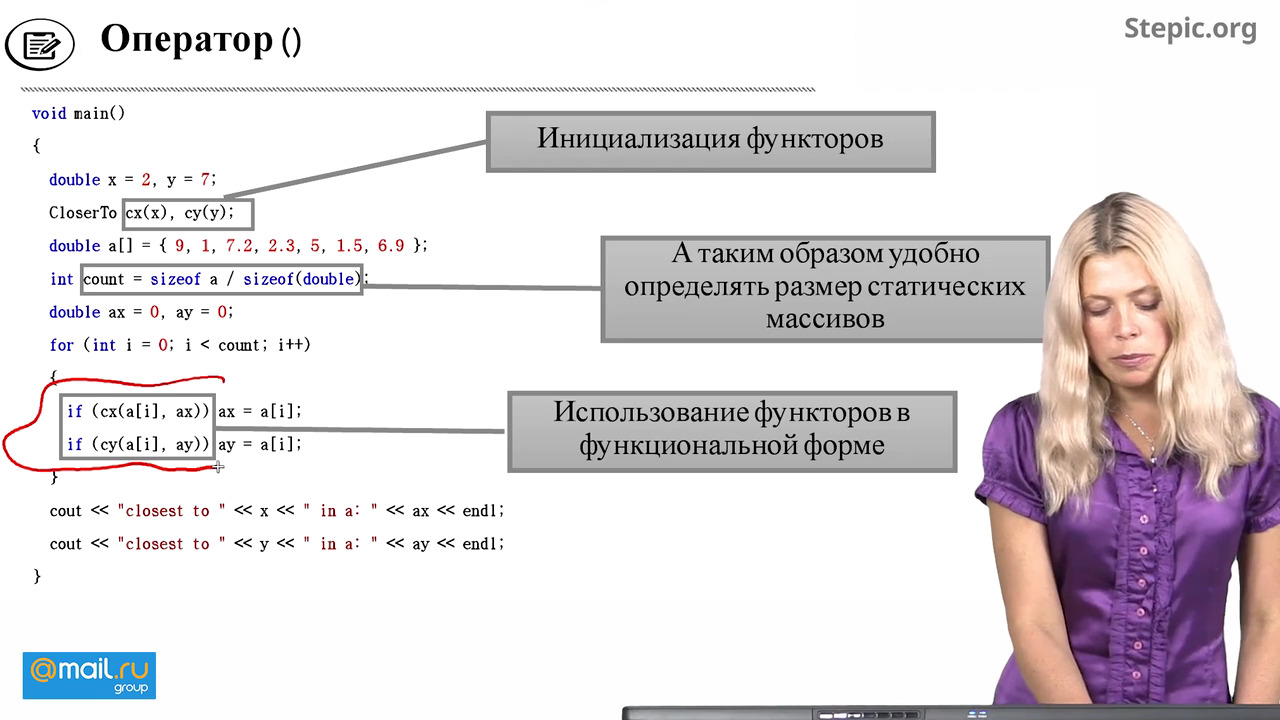 Оператор ()
Stepic.org
void main()
{
double x = 2, y = 7;
CloserTo cx(x), cy(y);
double a[] = { 9, 1, 7.2, 2.3, 5, 1.5, 6.9 };
int count = sizeof a / sizeof(double);
double ax = 0, ay = 0;
for (int i = 0; i < count; i++)
{
if (cx(a[i], ax)) ax = a[i];
if (cy(a[i], ay)) ay = a[i];
}
cout << "closest to " << x << " in a: " << ax << endl;
cout << "closest to " << y << " in a: " << ay << endl;
}
Инициализация функторов
А таким образом удобно
определять размер статических
массивов
Использование функторов в
функциональной форме
@mail.ru
group